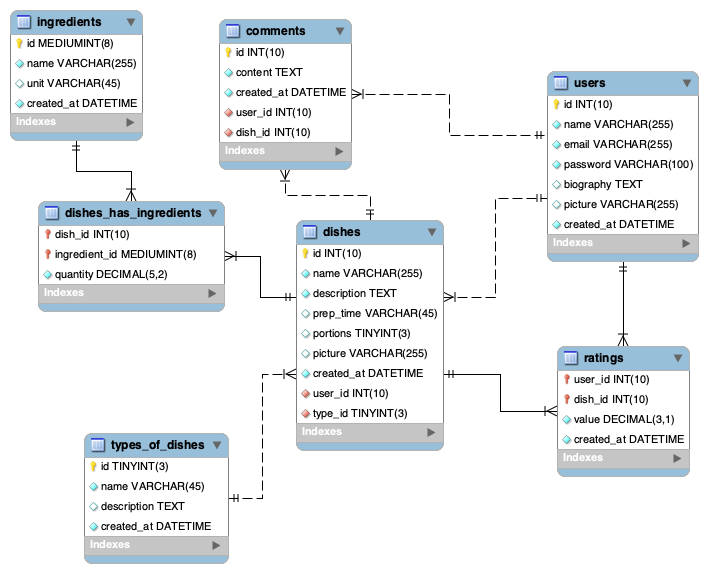 ingredients
id MEDIUMINT(8)
name VARCHAR(255)
unit VARCHAR(45)
created_at DATETIME
Indexes
comments
id INT(10)
content TEXT
created_at DATETIME
user_id INT(10)
dish_id INT(10)
Indexes
users
id INT(10)
name VARCHAR(255)
email VARCHAR(255)
password VARCHAR(100)
biography TEXT
picture VARCHAR(255)
created_at DATETIME
Indexes
dishes_has_ingredients
dish_id INT(10)
ingredient_id MEDIUMINT(8)
quantity DECIMAL(5,2)
Indexes
dishes
id INT(10)
name VARCHAR(255)
description TEXT
prep_time VARCHAR(45)
portions TINYINT(3)
picture VARCHAR(255)
created_at DATETIME
user_id INT(10)
type_id TINYINT(3)
Indexes
ratings
user_id INT(10)
dish_id INT(10)
value DECIMAL(3,1)
created_at DATETIME
Indexes
types_of_dishes
id TINYINT(3)
name VARCHAR(45)
description TEXT
created_at DATETIME
Indexes